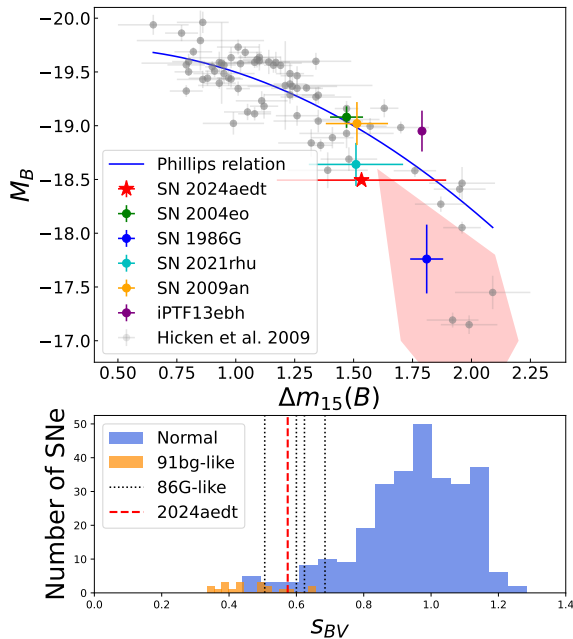 −20.0
−19.5
−19.0
−18.5
−18.0
−17.5
−17.0
M_B
Phillips relation
SN 2024aedt
SN 2004eo
SN 1986G
SN 2021rhu
SN 2009an
iPTF13ebh
Hicken et al. 2009
0.50 0.75 1.00 1.25 1.50 1.75 2.00 2.25
Δm₁₅(B)
Number of SNe
50
40
30
20
10
0
Normal
91bg-like
86G-like
2024aedt
0.0 0.2 0.4 0.6 0.8 1.0 1.2 1.4
s_BV